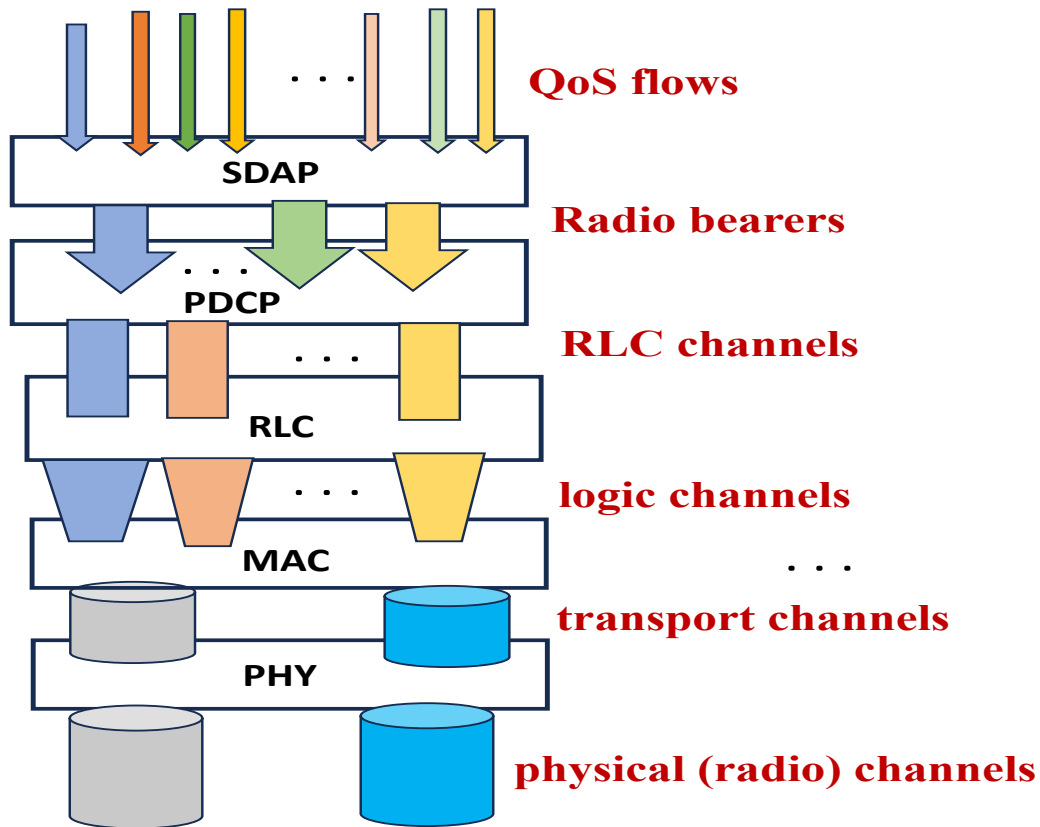 . . .
QoS flows
SDAP
Radio bearers
. . .
PDCP
RLC channels
. . .
RLC
logic channels
. . .
MAC
. . .
transport channels
PHY
physical (radio) channels